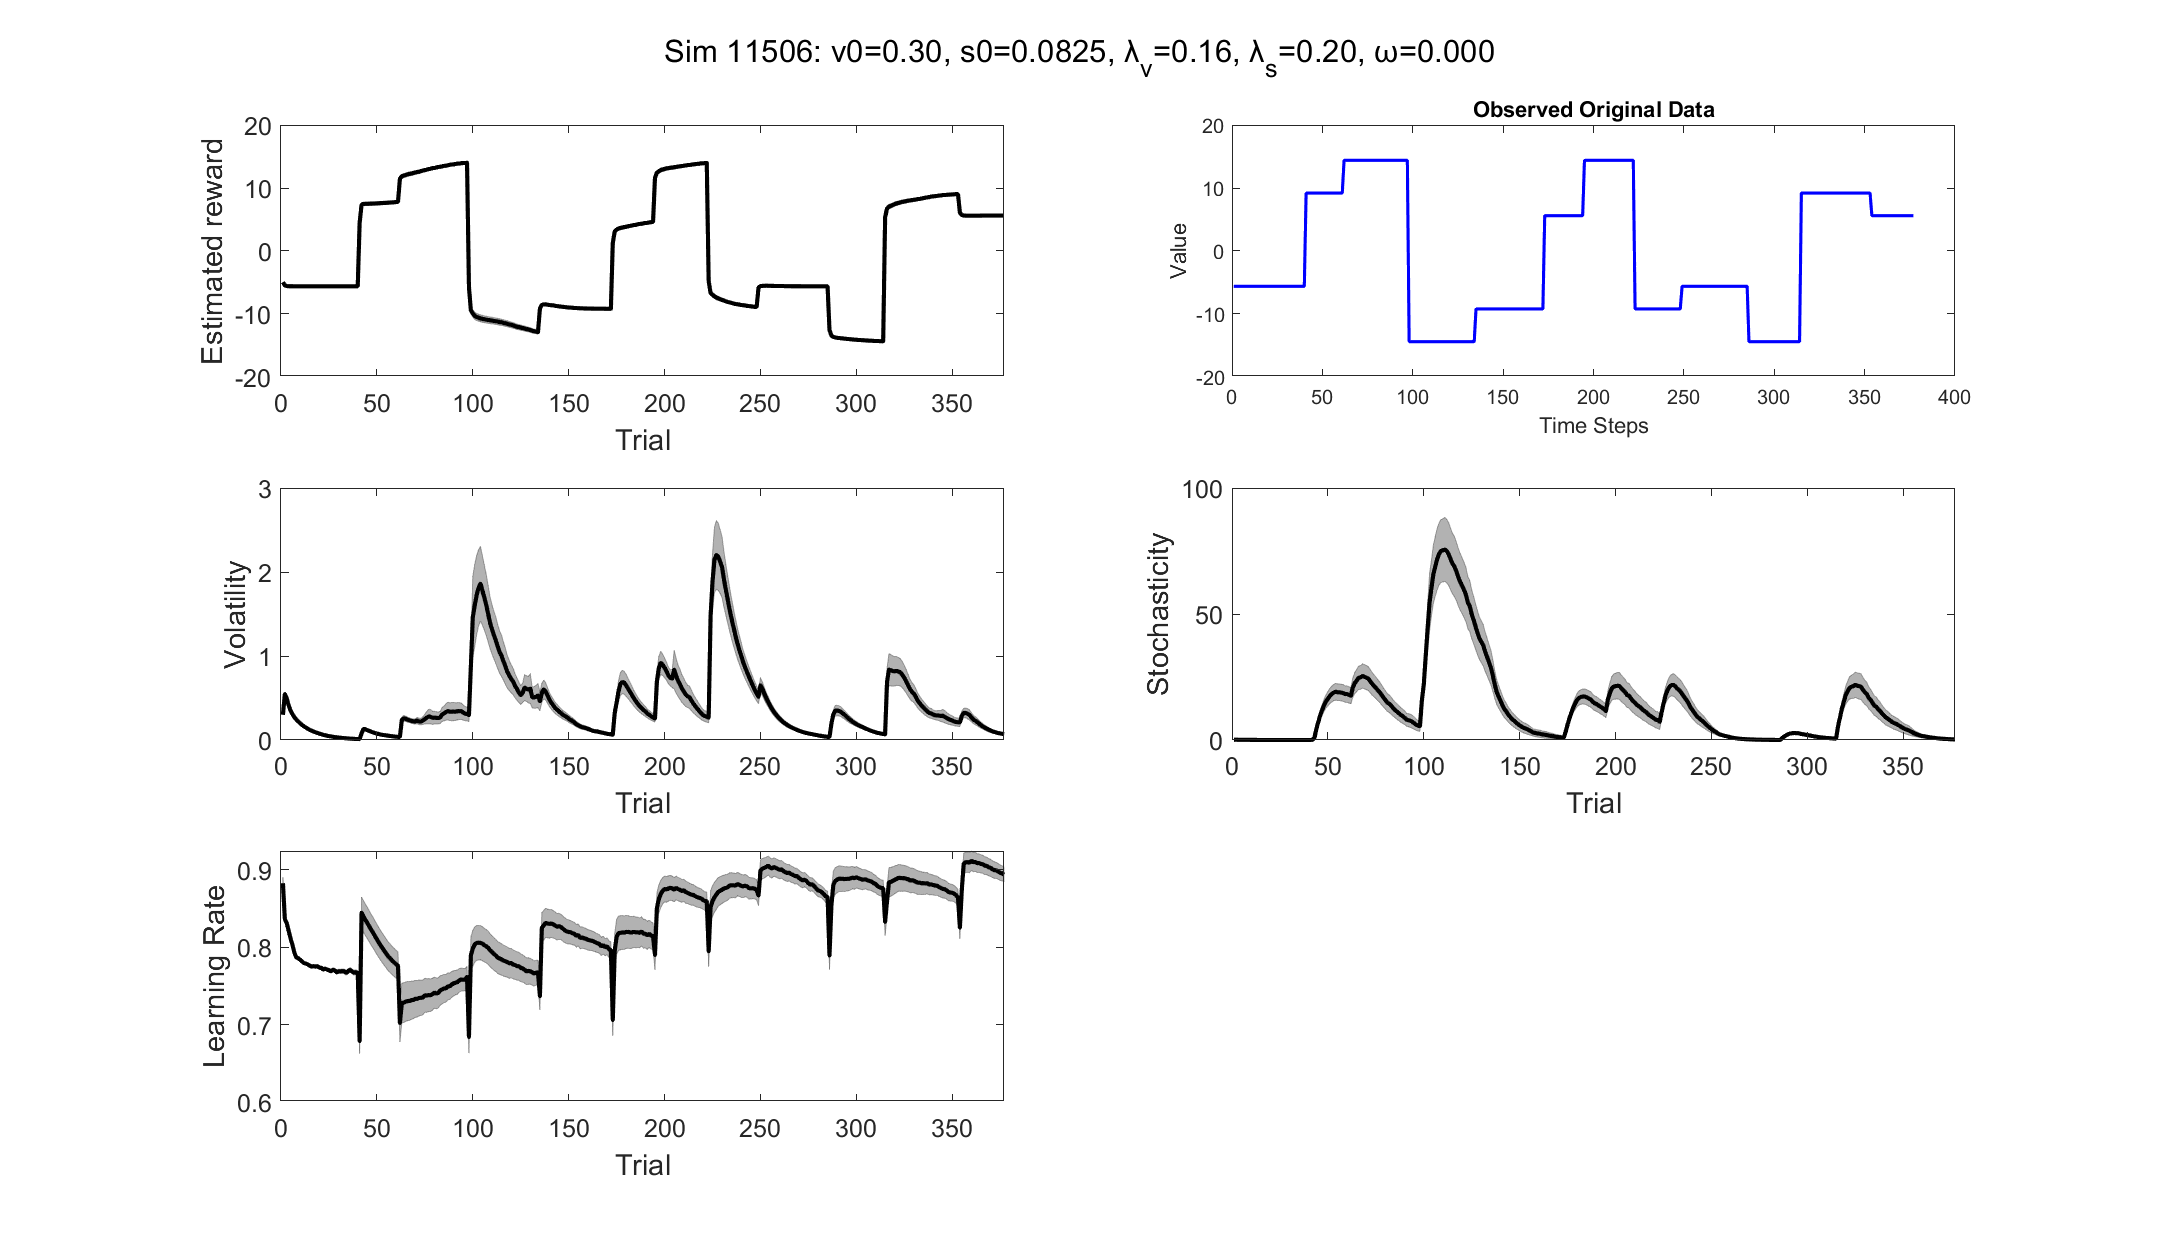 Sim 11506: v0=0.30, s0=0.0825, λ_v=0.16, λ_s=0.20, ω=0.000
Estimated reward
20
10
0
-10
-20
0 50 100 150 200 250 300 350
Trial
Observed Original Data
Value
20
10
0
-10
-20
0 50 100 150 200 250 300 350 400
Time Steps
Volatility
3
2
1
0
0 50 100 150 200 250 300 350
Trial
Stochasticity
100
50
0
0 50 100 150 200 250 300 350
Trial
Learning Rate
0.9
0.8
0.7
0.6
0 50 100 150 200 250 300 350
Trial